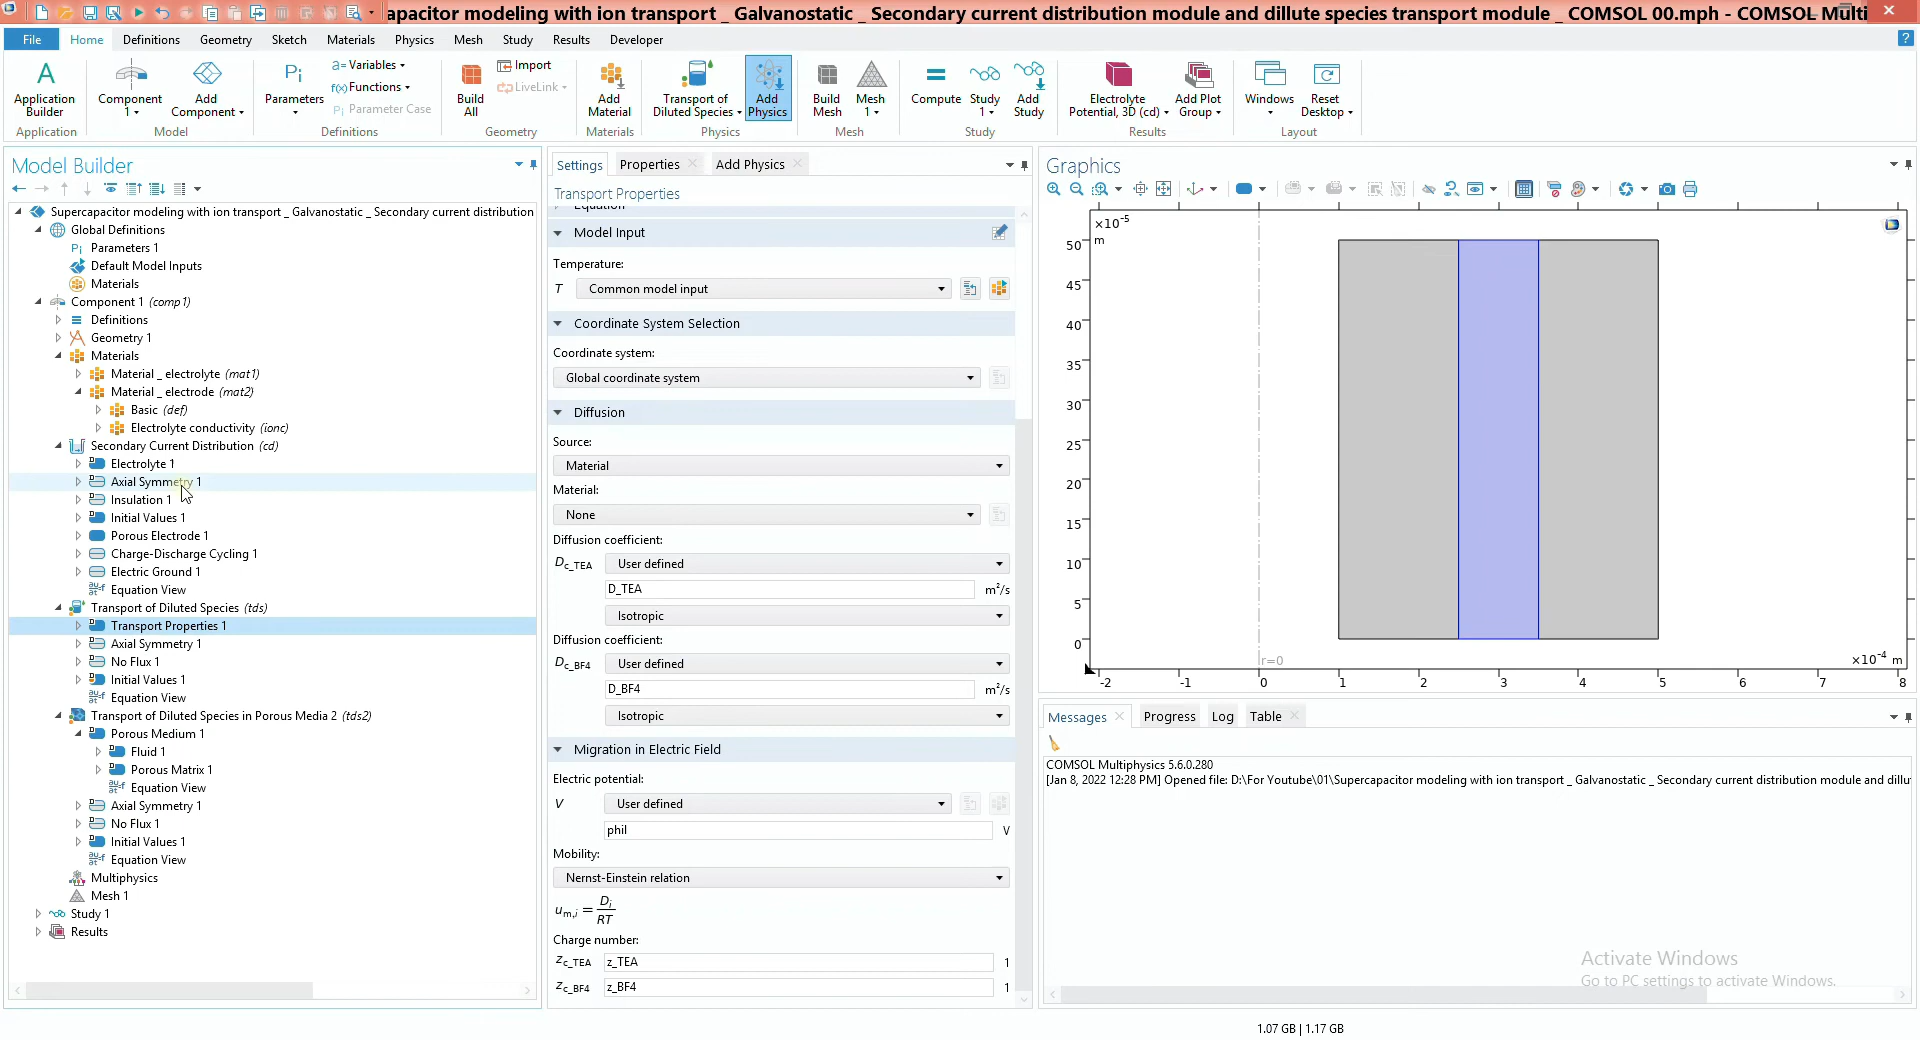 apacitor modeling with ion transport _ Galvanostatic _ Secondary current distribution module and dillute species transport module _ COMSOL 00.mph - COMSOL Multi
File Home Definitions Geometry Sketch Materials Physics Mesh Study Results Developer
Application Builder
Component 1
Add Component
Pi Parameters
a= Variables
f(x) Functions
Pi Parameter Case
Build All
Import
LiveLink
Add Material
Transport of Diluted Species
Add Physics
Build Mesh
Mesh 1
Compute
Study 1
Add Study
Electrolyte Potential, 3D (cd)
Add Plot Group
Windows
Reset Desktop
Application Model Definitions Geometry Materials Physics Mesh Study Results Layout
Model Builder
Supercapacitor modeling with ion transport _ Galvanostatic _ Secondary current distribution
Global Definitions
Pi Parameters 1
Default Model Inputs
Materials
Component 1 (comp1)
Definitions
Geometry 1
Materials
Material _ electrolyte (mat1)
Material _ electrode (mat2)
Basic (def)
Electrolyte conductivity (ionc)
Secondary Current Distribution (cd)
Electrolyte 1
Axial Symmetry 1
Insulation 1
Initial Values 1
Porous Electrode 1
Charge-Discharge Cycling 1
Electric Ground 1
Equation View
Transport of Diluted Species (tds)
Transport Properties 1
Axial Symmetry 1
No Flux 1
Initial Values 1
Equation View
Transport of Diluted Species in Porous Media 2 (tds2)
Porous Medium 1
Fluid 1
Porous Matrix 1
Equation View
Axial Symmetry 1
No Flux 1
Initial Values 1
Equation View
Multiphysics
Mesh 1
Study 1
Results
Settings Properties Add Physics
Transport Properties
Equation
Model Input
Temperature:
T Common model input
Coordinate System Selection
Coordinate system:
Global coordinate system
Diffusion
Source:
Material
Material:
None
Diffusion coefficient:
Dc_TEA User defined
D_TEA m²/s
Isotropic
Diffusion coefficient:
Dc_BF4 User defined
D_BF4 m²/s
Isotropic
Migration in Electric Field
Electric potential:
V User defined
phil V
Mobility:
Nernst-Einstein relation
um,i = Di / RT
Charge number:
zc_TEA z_TEA 1
zc_BF4 z_BF4 1
Graphics
×10⁻⁵
m
50
45
40
35
30
25
20
15
10
5
0
r=0
×10⁻⁴ m
-2 -1 0 1 2 3 4 5 6 7 8
Messages Progress Log Table
COMSOL Multiphysics 5.6.0.280
[Jan 8, 2022 12:28 PM] Opened file: D:\For Youtube\01\Supercapacitor modeling with ion transport _ Galvanostatic _ Secondary current distribution module and dillu
Activate Windows
Go to PC settings to activate Windows.
1.07 GB | 1.17 GB